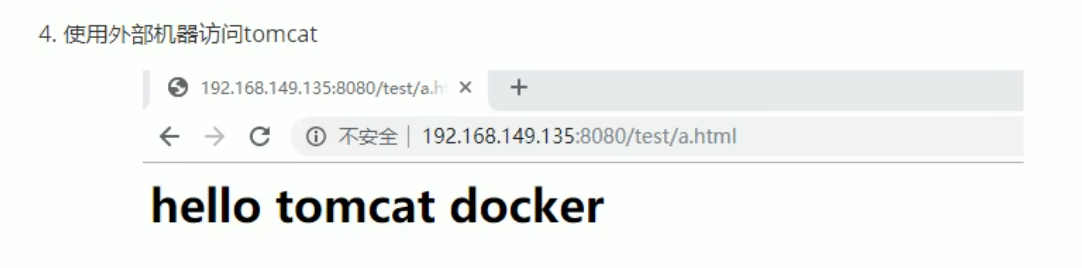 4. 使用外部机器访问tomcat
192.168.149.135:8080/test/a.h
不安全 | 192.168.149.135:8080/test/a.html
hello tomcat docker